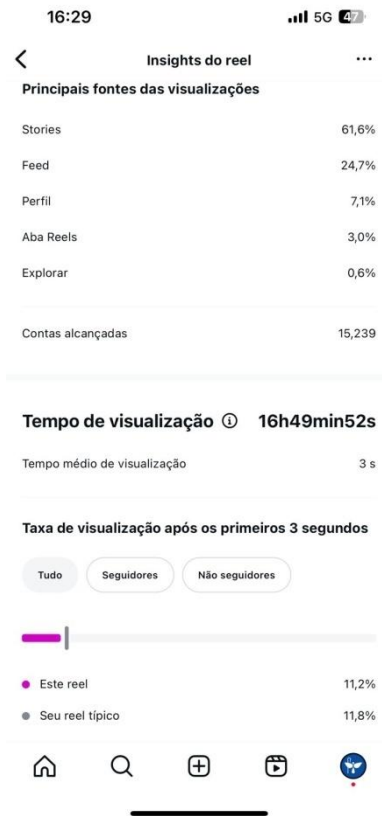 16:29
5G 47
Insights do reel
Principais fontes das visualizações
Stories 61,6%
Feed 24,7%
Perfil 7,1%
Aba Reels 3,0%
Explorar 0,6%
Contas alcançadas 15,239
Tempo de visualização 16h49min52s
Tempo médio de visualização 3 s
Taxa de visualização após os primeiros 3 segundos
Tudo Seguidores Não seguidores
Este reel 11,2%
Seu reel típico 11,8%